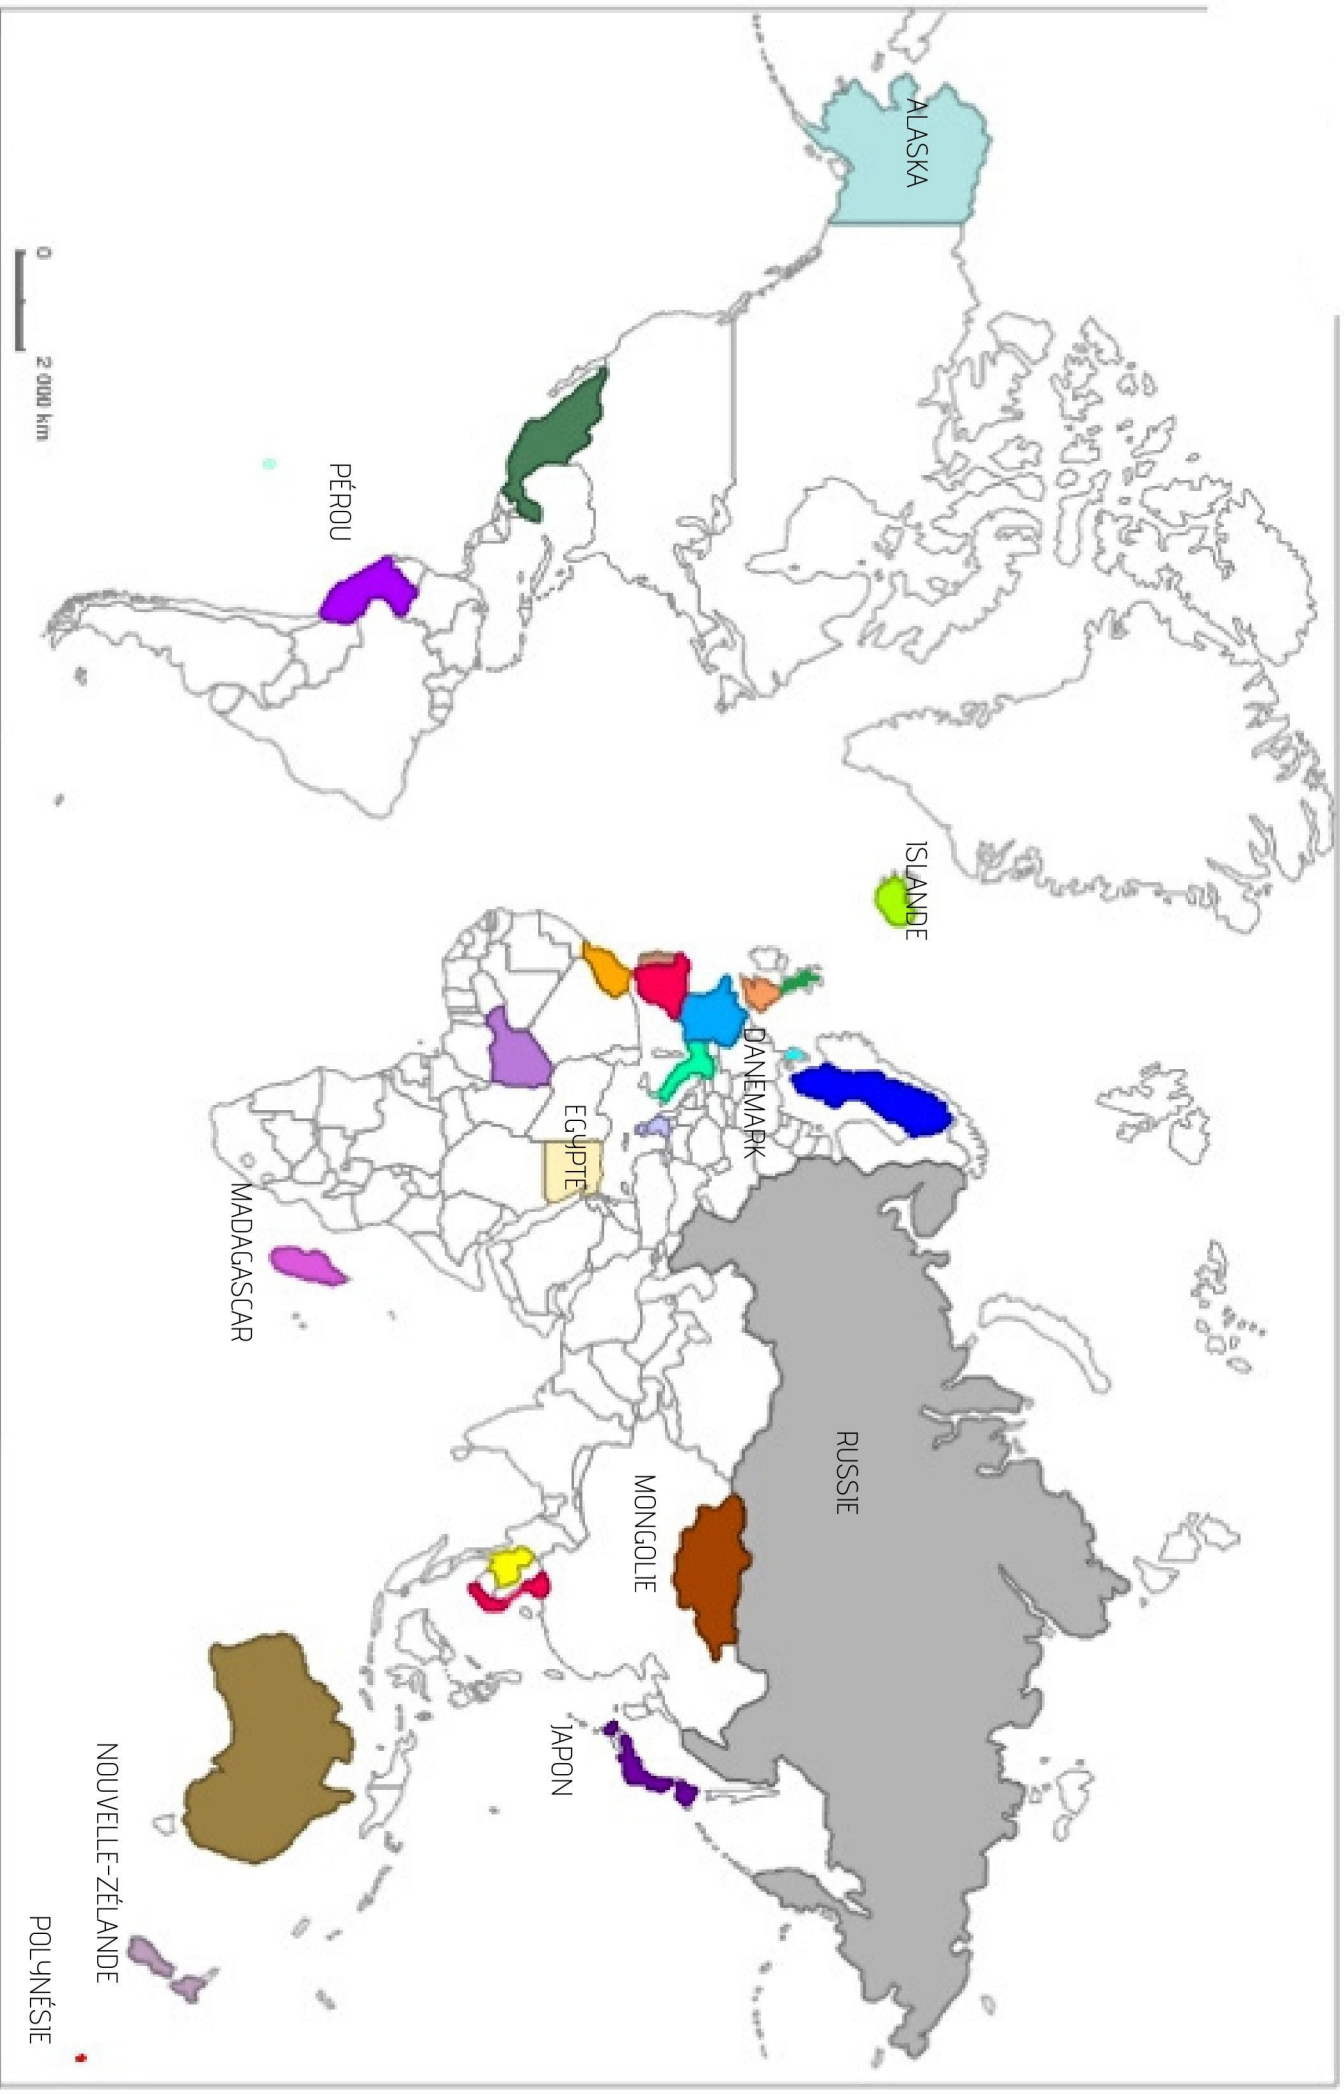 ALASKA
ISLANDE
RUSSIE
DANEMARK
MONGOLIE
EGYPTE
JAPON
PÉROU
MADAGASCAR
NOUVELLE-ZÉLANDE
POLYNÉSIE
0
2 000 km